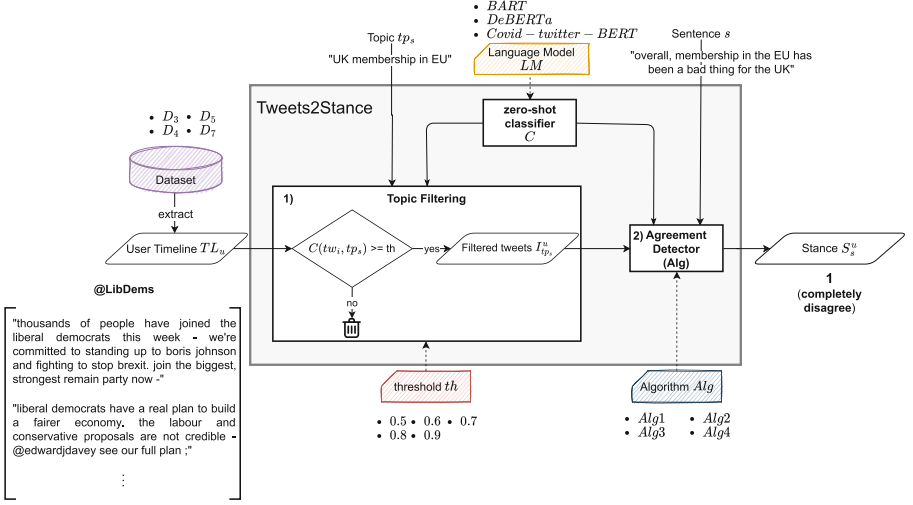 • BART
• DeBERTa
• Covid − twitter − BERT
Topic tp_s
"UK membership in EU"
Language Model
LM
Sentence s
"overall, membership in the EU has
been a bad thing for the UK"
Tweets2Stance
zero-shot
classifier
C
• D_3 • D_5
• D_4 • D_7
Dataset
extract
User Timeline TL_u
1)
Topic Filtering
C(tw_i, tp_s) >= th
yes
no
Filtered tweets I^u_{tp_s}
2) Agreement
Detector
(Alg)
Stance S^u_s
1
(completely
disagree)
@LibDems
"thousands of people have joined the
liberal democrats this week - we're
committed to standing up to boris johnson
and fighting to stop brexit. join the biggest,
strongest remain party now -"
"liberal democrats have a real plan to build
a fairer economy. the labour and
conservative proposals are not credible -
@edwardjdavey see our full plan ;"
⋮
threshold th
• 0.5 • 0.6 • 0.7
• 0.8 • 0.9
Algorithm Alg
• Alg1 • Alg2
• Alg3 • Alg4